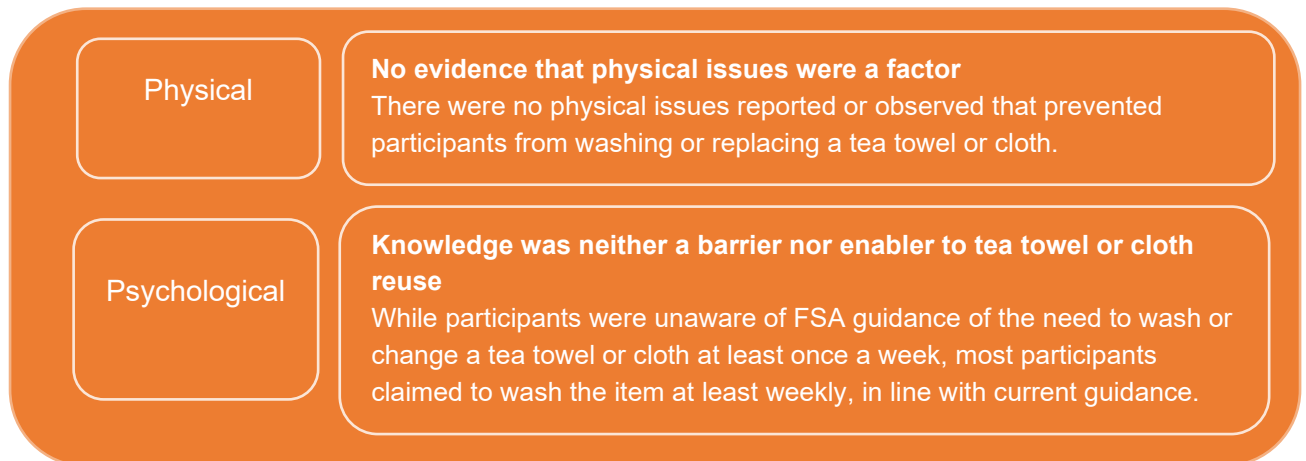 Physical
No evidence that physical issues were a factor
There were no physical issues reported or observed that prevented
participants from washing or replacing a tea towel or cloth.
Psychological
Knowledge was neither a barrier nor enabler to tea towel or cloth
reuse
While participants were unaware of FSA guidance of the need to wash or
change a tea towel or cloth at least once a week, most participants
claimed to wash the item at least weekly, in line with current guidance.